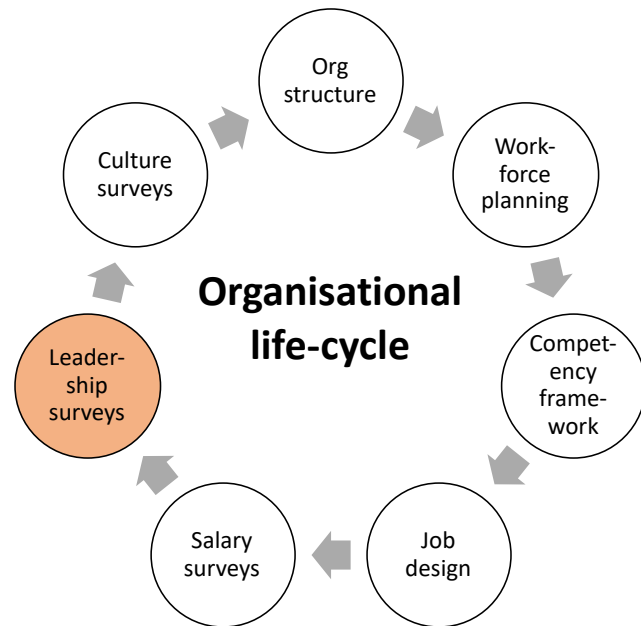 Org
structure
Work-
force
planning
Compet-
ency
frame-
work
Job
design
Salary
surveys
Leader-
ship
surveys
Culture
surveys
Organisational
life-cycle